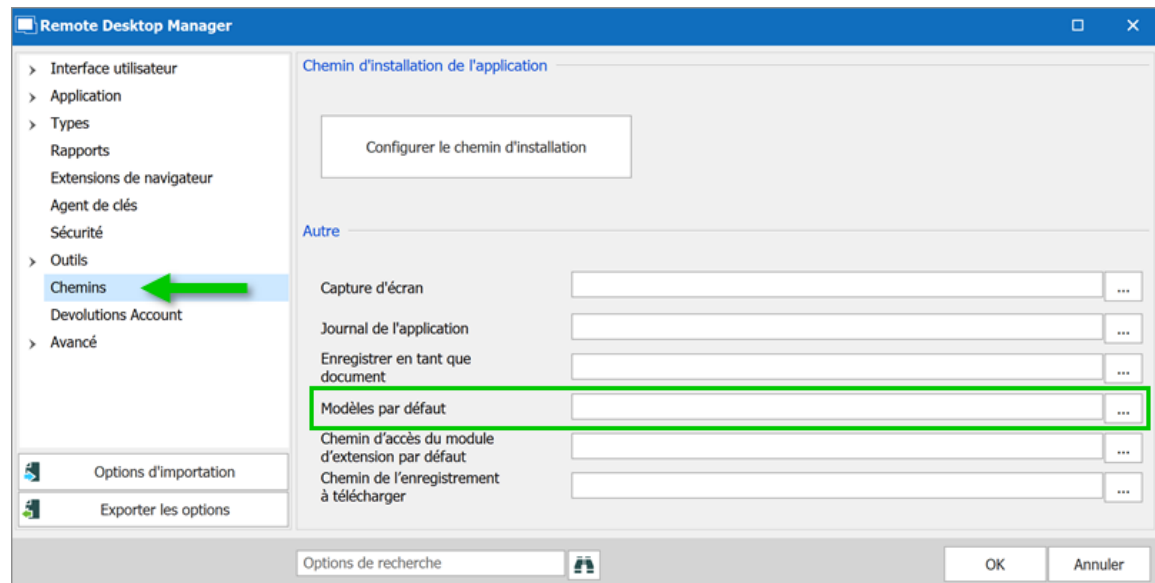 Remote Desktop Manager
Interface utilisateur
Application
Types
Rapports
Extensions de navigateur
Agent de clés
Sécurité
Outils
Chemins
Devolutions Account
Avancé
Options d'importation
Exporter les options
Chemin d'installation de l'application
Configurer le chemin d'installation
Autre
Capture d'écran
...
Journal de l'application
...
Enregistrer en tant que
document
...
Modèles par défaut
...
Chemin d’accès du module
d’extension par défaut
...
Chemin de l’enregistrement
à télécharger
...
Options de recherche
OK
Annuler